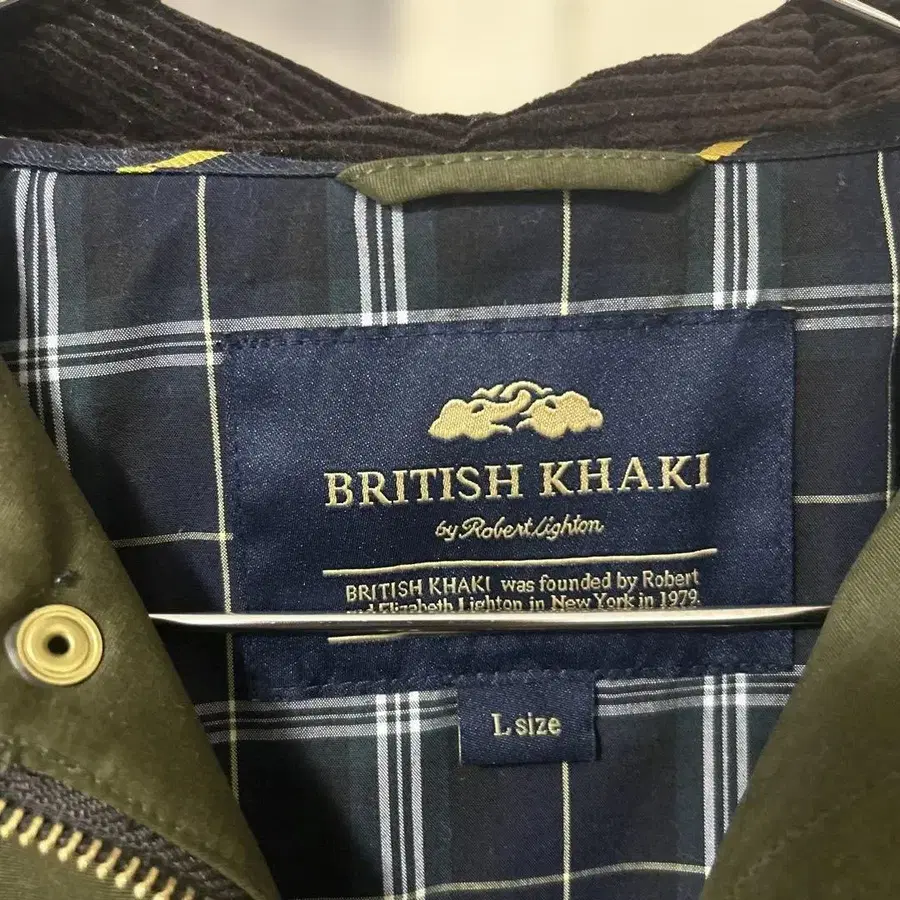 BRITISH KHAKI
by Robert Lighton
BRITISH KHAKI was founded by Robert
and Elizabeth Lighton in New York in 1979.
L size